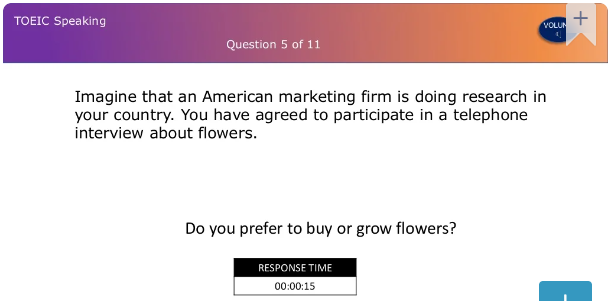 TOEIC Speaking
Question 5 of 11
Imagine that an American marketing firm is doing research in
your country. You have agreed to participate in a telephone
interview about flowers.
Do you prefer to buy or grow flowers?
RESPONSE TIME
00:00:15